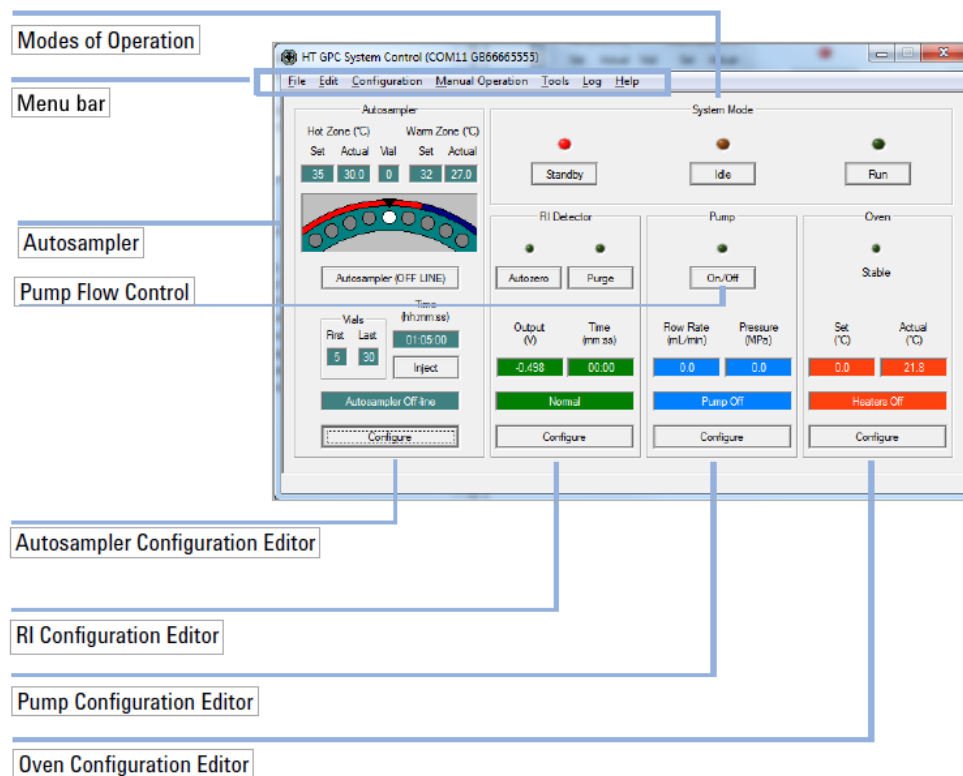 Modes of Operation
Menu bar
Autosampler
Pump Flow Control
Autosampler Configuration Editor
RI Configuration Editor
Pump Configuration Editor
Oven Configuration Editor
HT GPC System Control (COM11 GB66665555)
File Edit Configuration Manual Operation Tools Log Help
Autosampler
Hot Zone (°C) Warm Zone (°C)
Set Actual Vial Set Actual
35 30.0 0 32 27.0
Autosampler (OFF LINE)
Vials
First Last
5 30
Time
(hh:mm:ss)
01:05:00
Inject
Autosampler Off-line
Configure
System Mode
Standby Idle Run
RI Detector
Autozero Purge
Output Time
(V) (mm:ss)
-0.498 00:00
Normal
Configure
Pump
On/Off
Flow Rate Pressure
(mL/min) (MPa)
0.0 0.0
Pump Off
Configure
Oven
Stable
Set Actual
(°C) (°C)
0.0 21.8
Heaters Off
Configure